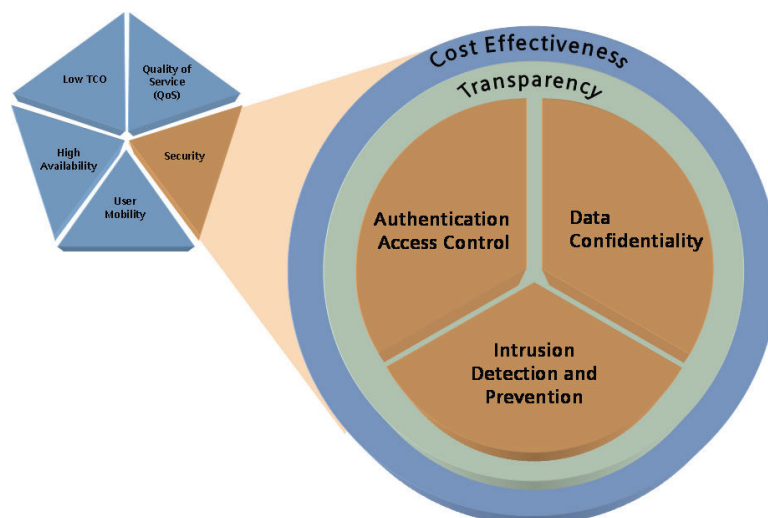 Low TCO
Quality of
Service
(QoS)
High
Availability
Security
User
Mobility
Cost Effectiveness
Transparency
Authentication
Access Control
Data
Confidentiality
Intrusion
Detection and
Prevention